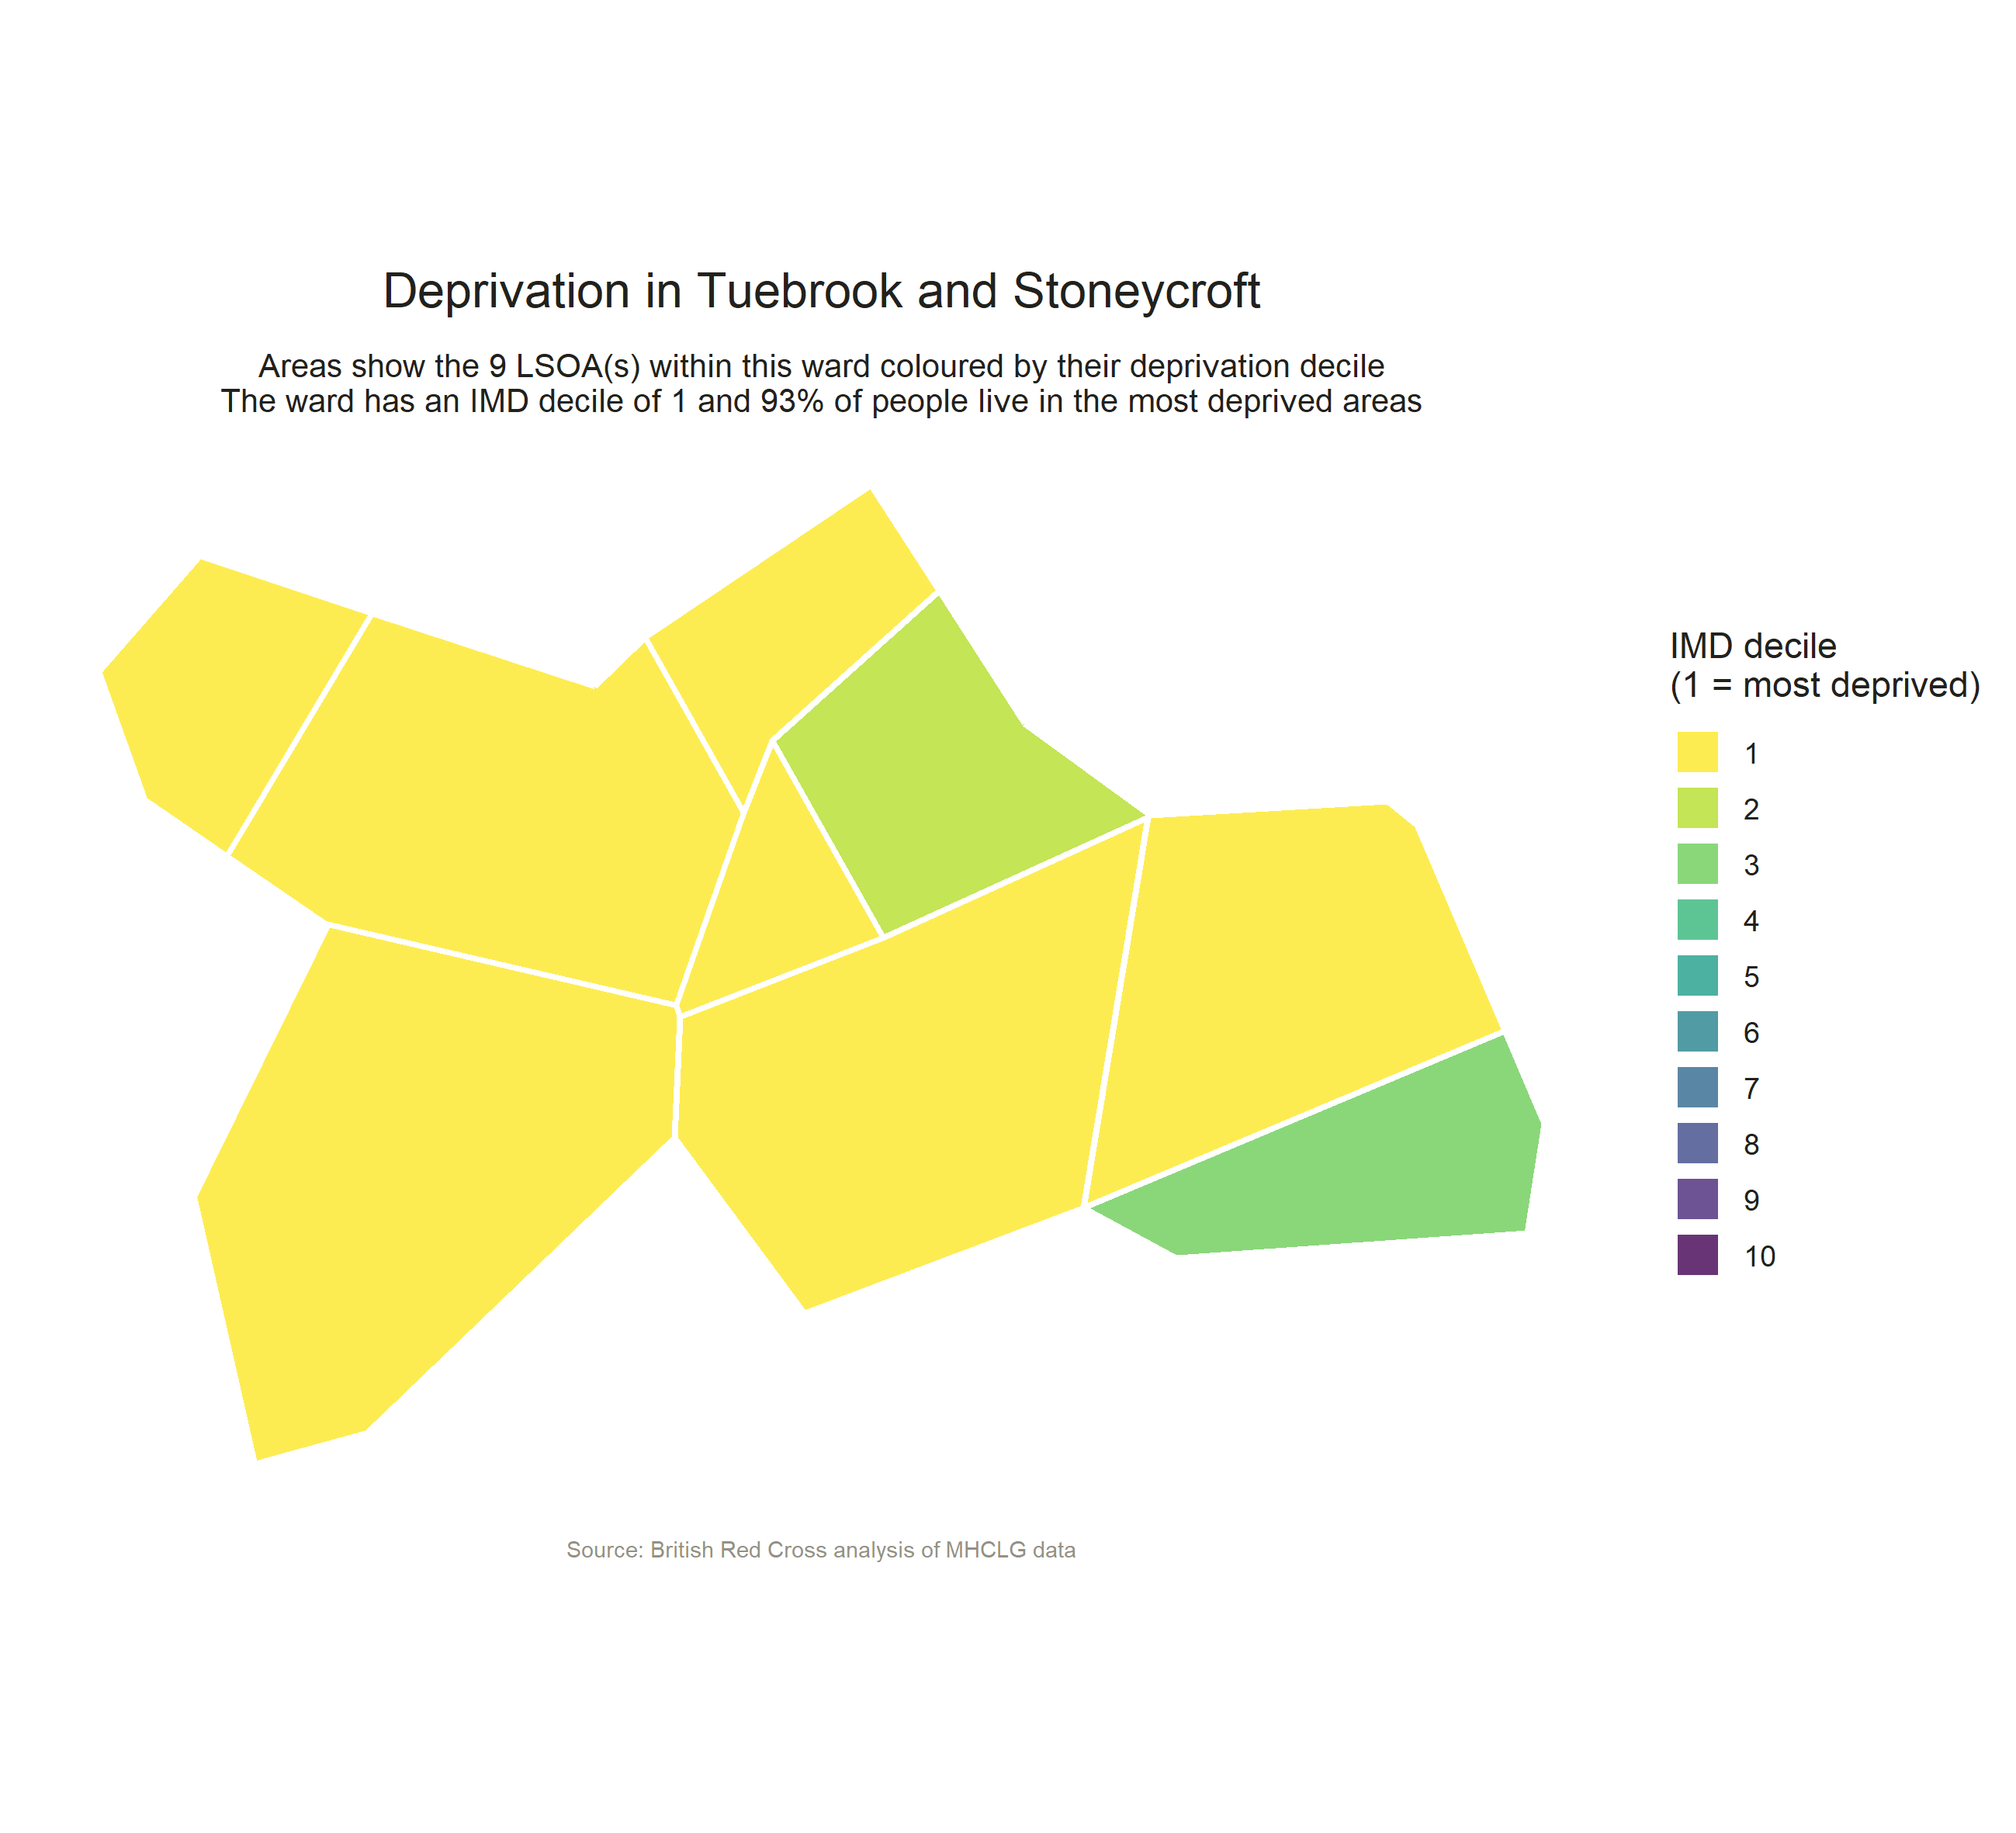 Deprivation in Tuebrook and Stoneycroft
Areas show the 9 LSOA(s) within this ward coloured by their deprivation decile
The ward has an IMD decile of 1 and 93% of people live in the most deprived areas
IMD decile
(1 = most deprived)
1
2
3
4
5
6
7
8
9
10
Source: British Red Cross analysis of MHCLG data